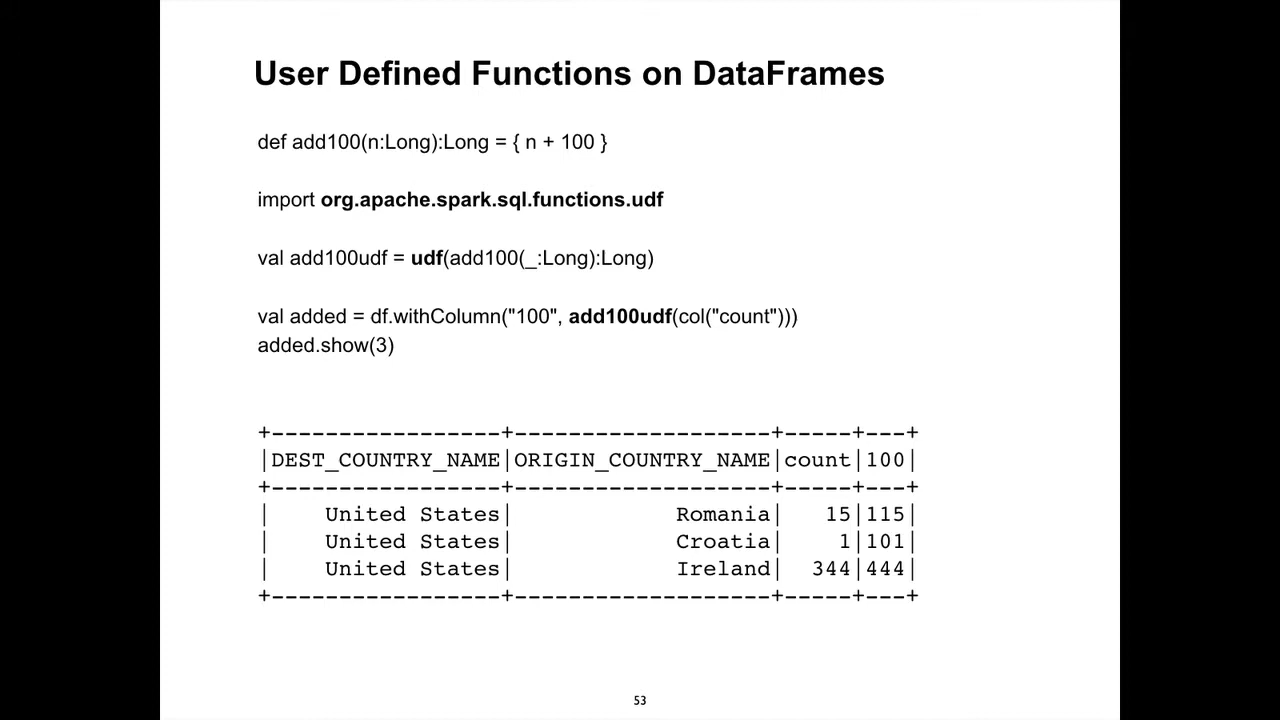 User Defined Functions on DataFrames
def add100(n:Long):Long = { n + 100 }
import org.apache.spark.sql.functions.udf
val add100udf = udf(add100(_:Long):Long)
val added = df.withColumn("100", add100udf(col("count")))
added.show(3)
+-----------------+-------------------+-----+---+
|DEST_COUNTRY_NAME|ORIGIN_COUNTRY_NAME|count|100|
+-----------------+-------------------+-----+---+
|    United States|            Romania|   15|115|
|    United States|            Croatia|    1|101|
|    United States|            Ireland|  344|444|
+-----------------+-------------------+-----+---+
53